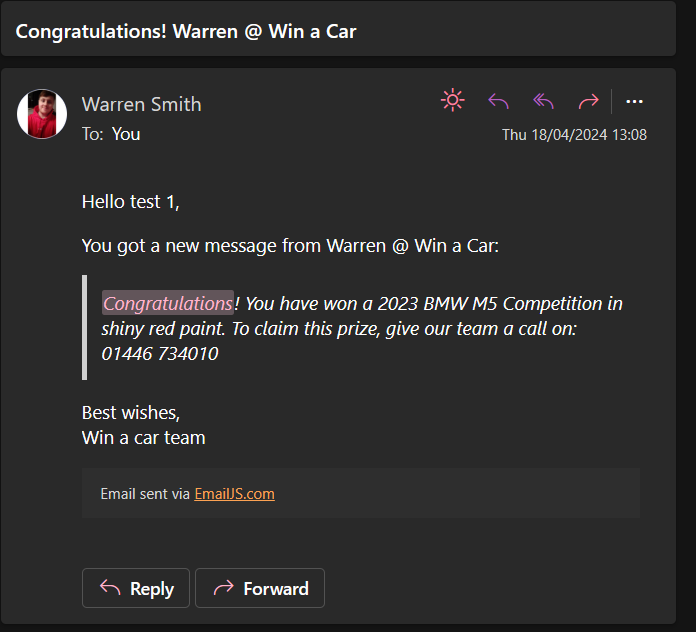 Congratulations! Warren @ Win a Car
Warren Smith
To: You
Thu 18/04/2024 13:08
Hello test 1,
You got a new message from Warren @ Win a Car:
Congratulations! You have won a 2023 BMW M5 Competition in
shiny red paint. To claim this prize, give our team a call on:
01446 734010
Best wishes,
Win a car team
Email sent via EmailJS.com
Reply
Forward